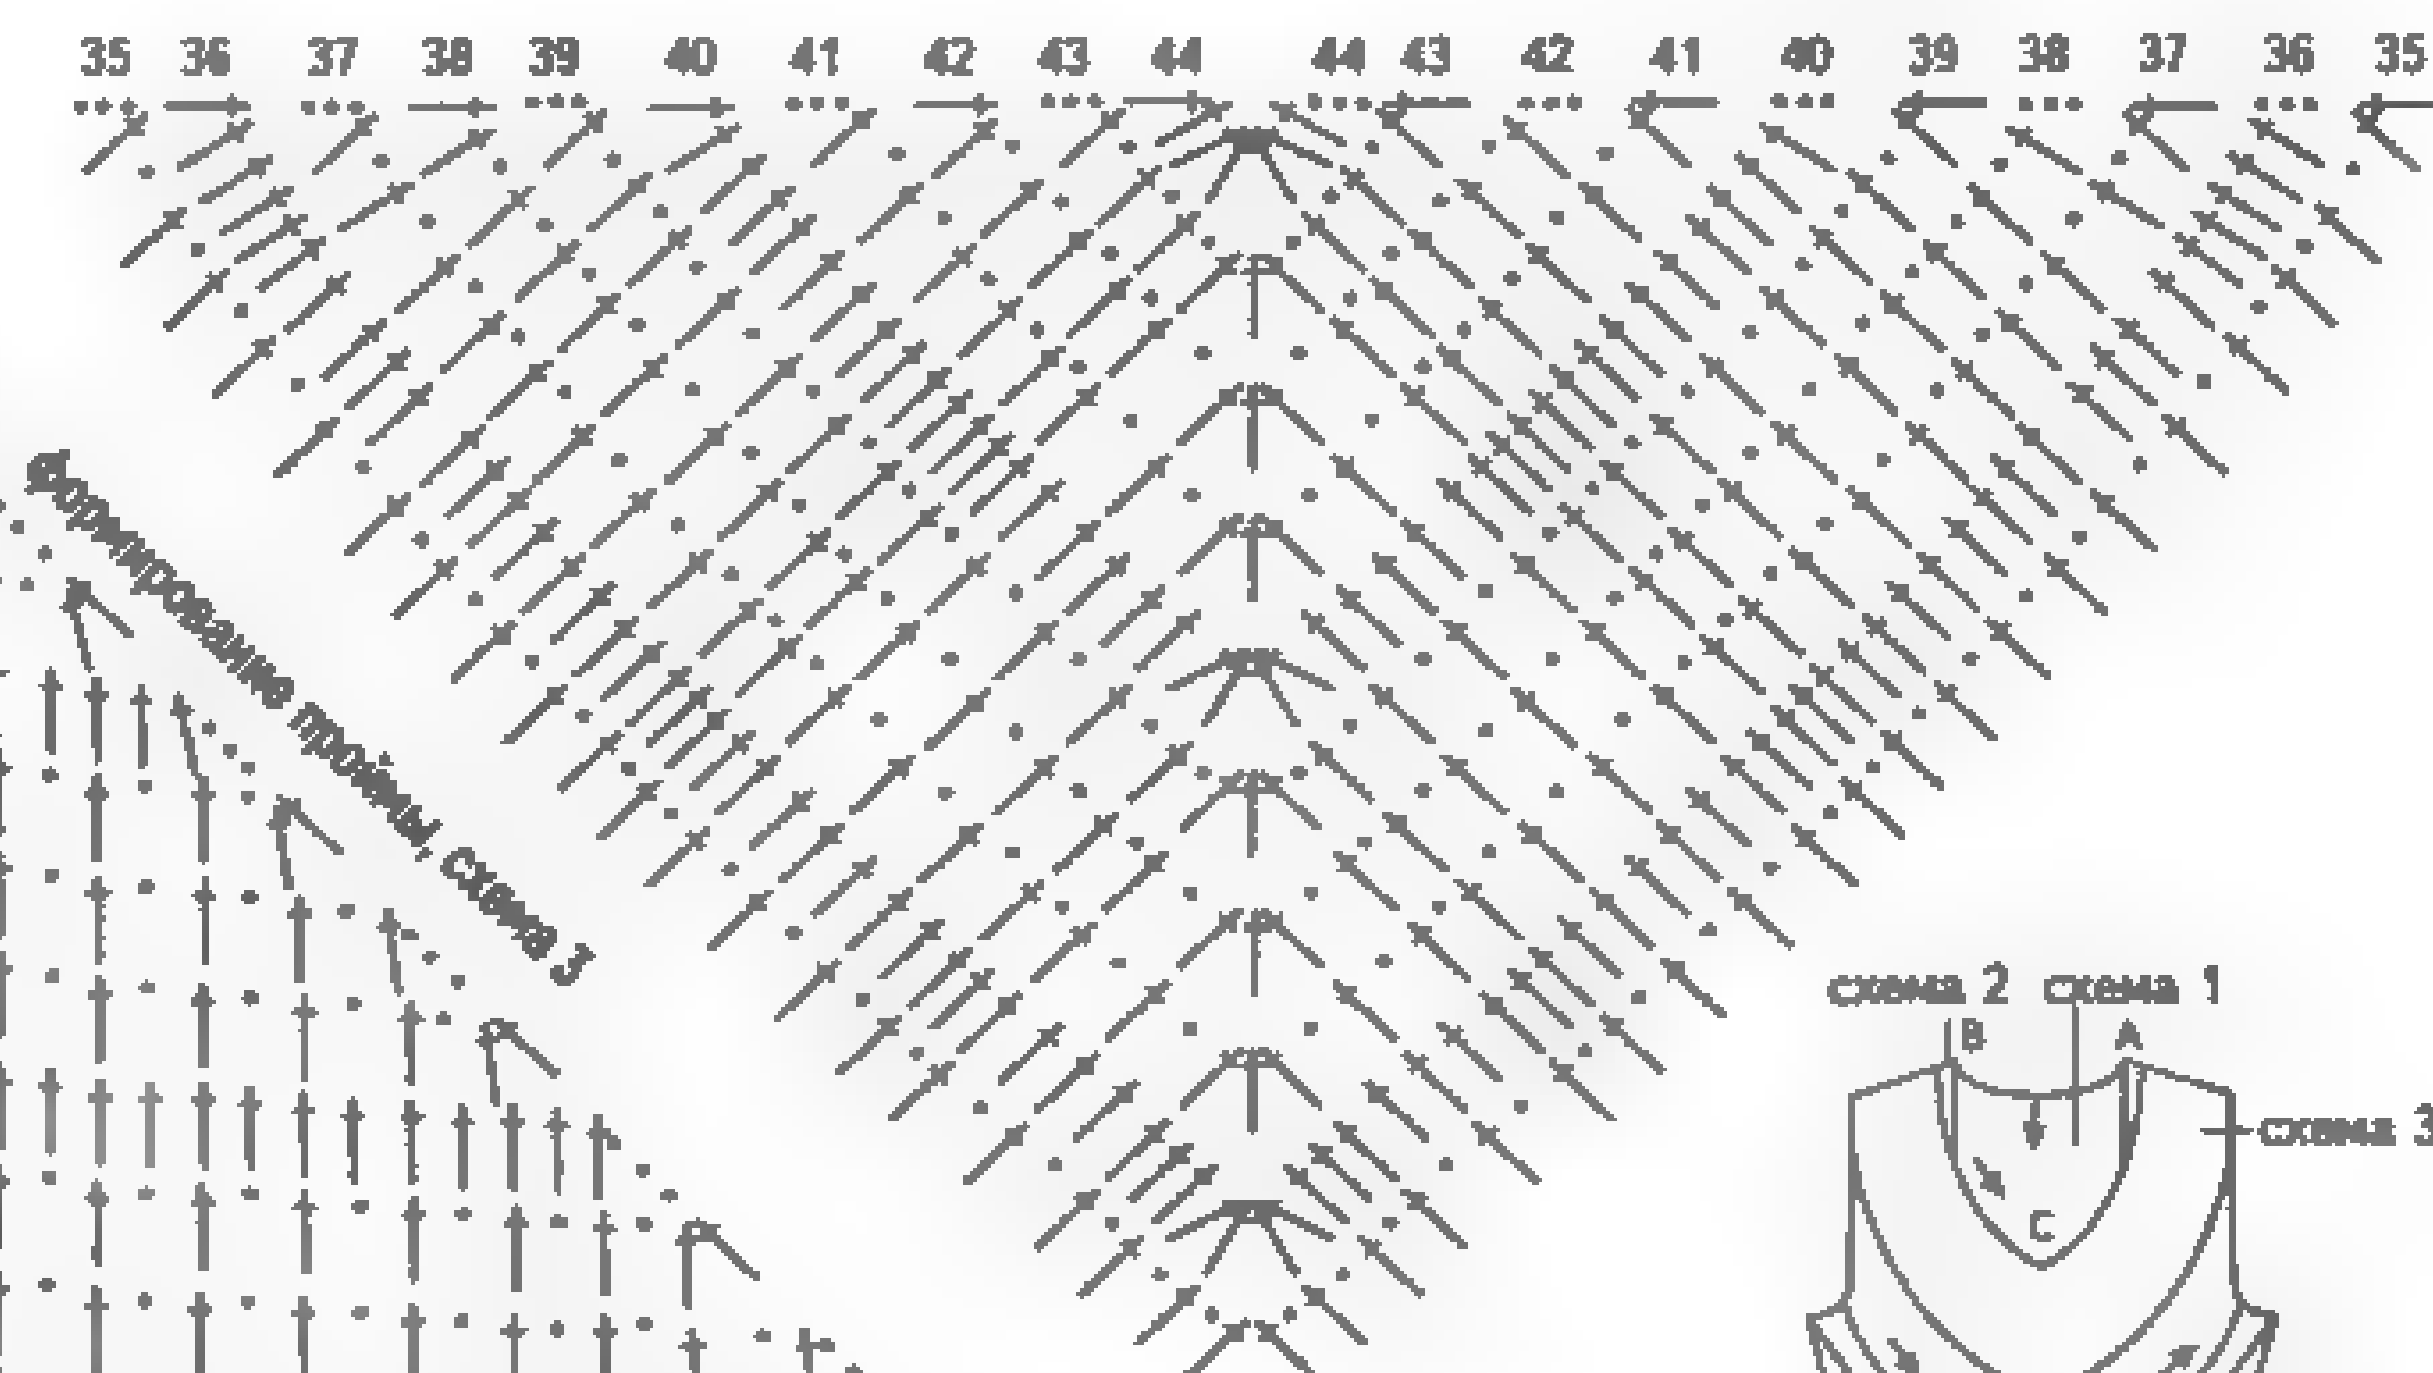 35 36 37 38 39 40 41 42 43 44 44 43 42 41 40 39 38 37 36 35
Формирование проймы, схема 3
схема 2 схема 1
B A
схема 3
C